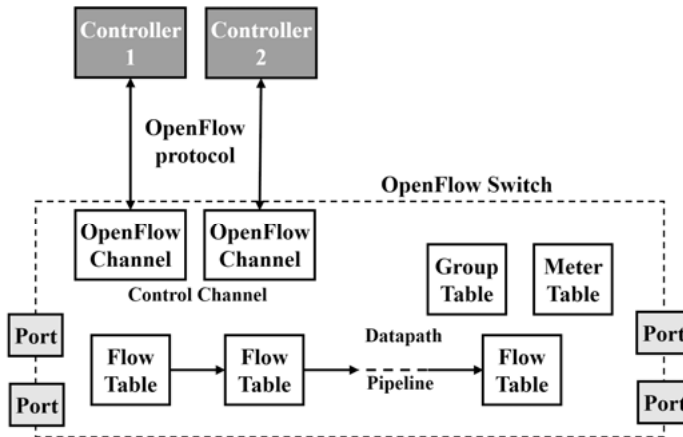 Controller
1
Controller
2
OpenFlow
protocol
OpenFlow Switch
OpenFlow
Channel
OpenFlow
Channel
Control Channel
Group
Table
Meter
Table
Port
Port
Port
Port
Flow
Table
Flow
Table
Datapath
Pipeline
Flow
Table